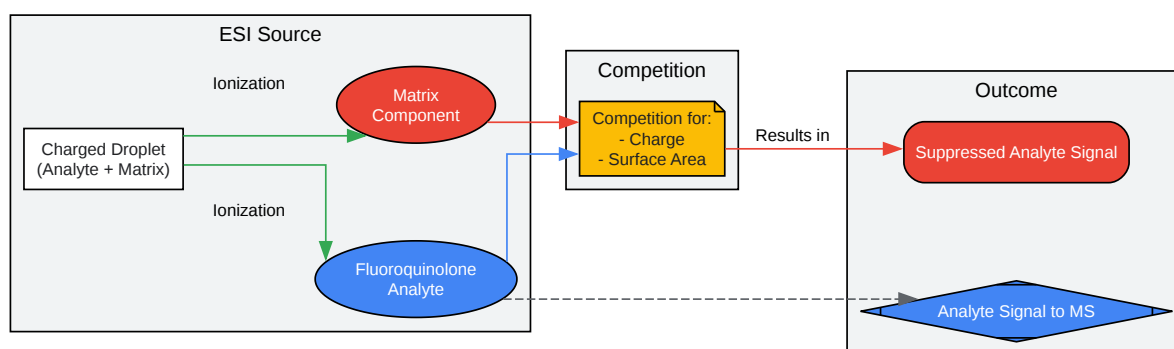 ESI Source
Ionization
Matrix
Component
Charged Droplet
(Analyte + Matrix)
Ionization
Fluoroquinolone
Analyte
Competition
Competition for:
- Charge
- Surface Area
Results in
Outcome
Suppressed Analyte Signal
Analyte Signal to MS